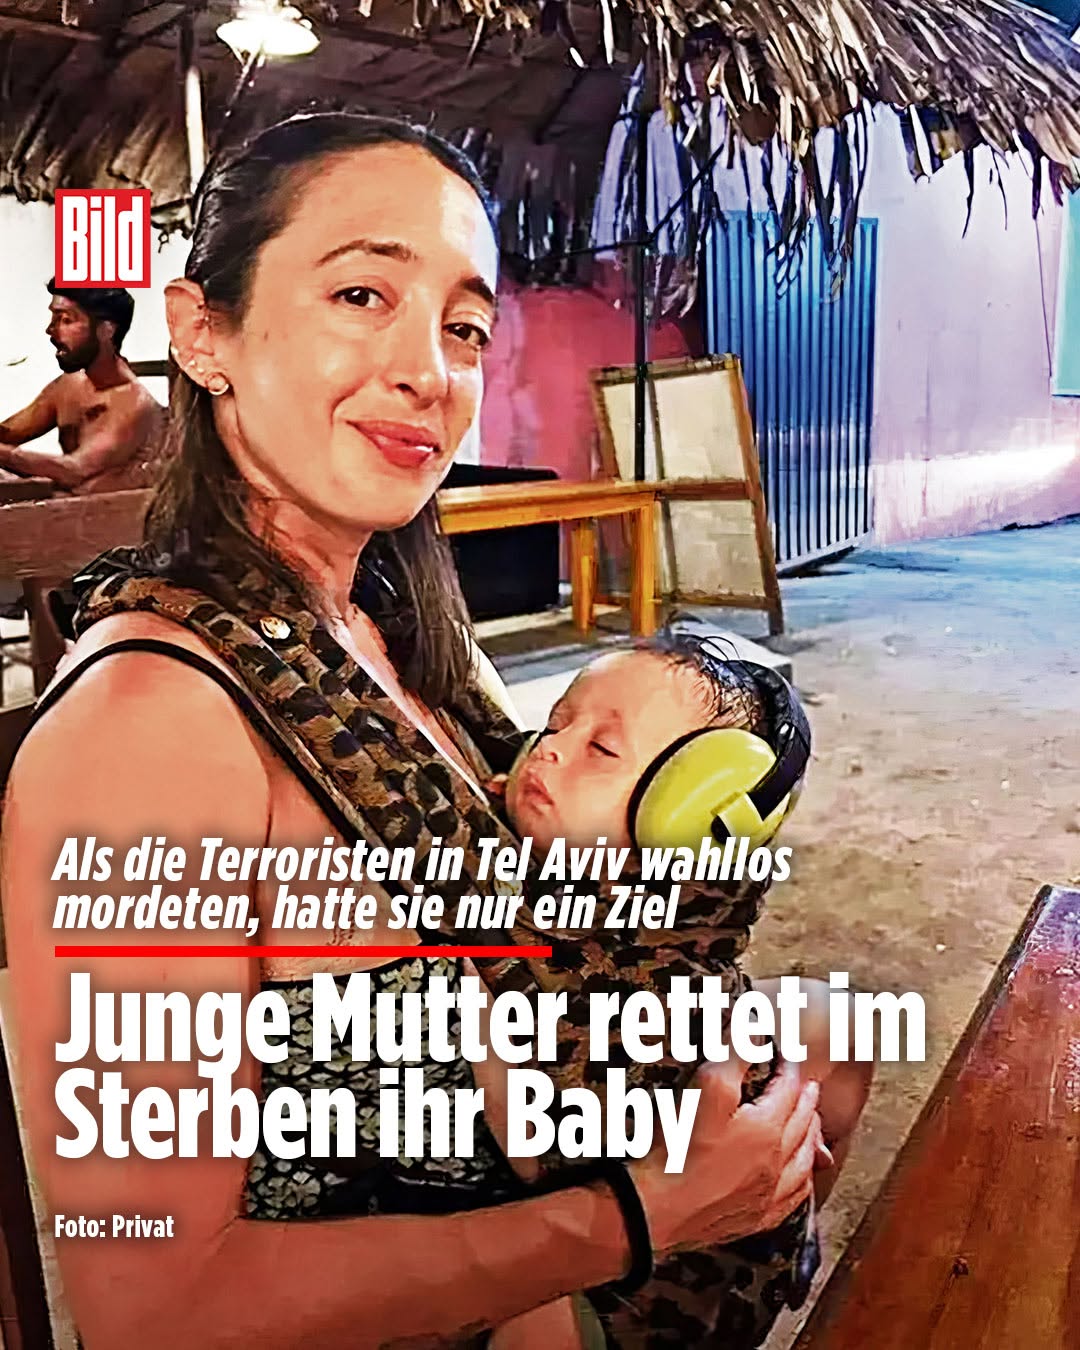 Bild
Als die Terroristen in Tel Aviv wahllos
mordeten, hatte sie nur ein Ziel
Junge Mutter rettet im
Sterben ihr Baby
Foto: Privat